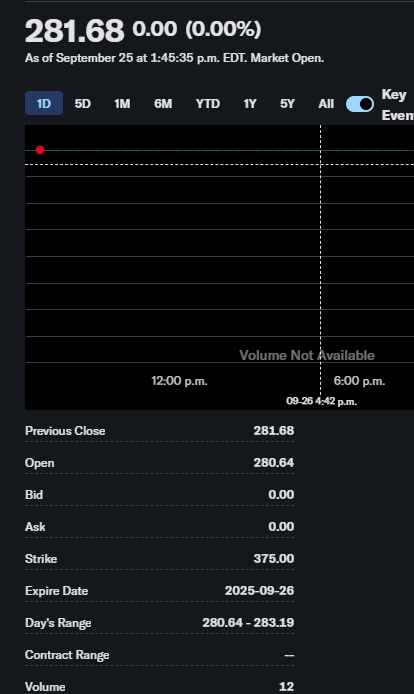 281.68 0.00 (0.00%)
As of September 25 at 1:45:35 p.m. EDT. Market Open.
1D 5D 1M 6M YTD 1Y 5Y All Key
Even
Volume Not Available
12:00 p.m. 6:00 p.m.
09-26 4:42 p.m.
Previous Close 281.68
Open 280.64
Bid 0.00
Ask 0.00
Strike 375.00
Expire Date 2025-09-26
Day's Range 280.64 - 283.19
Contract Range --
Volume 12